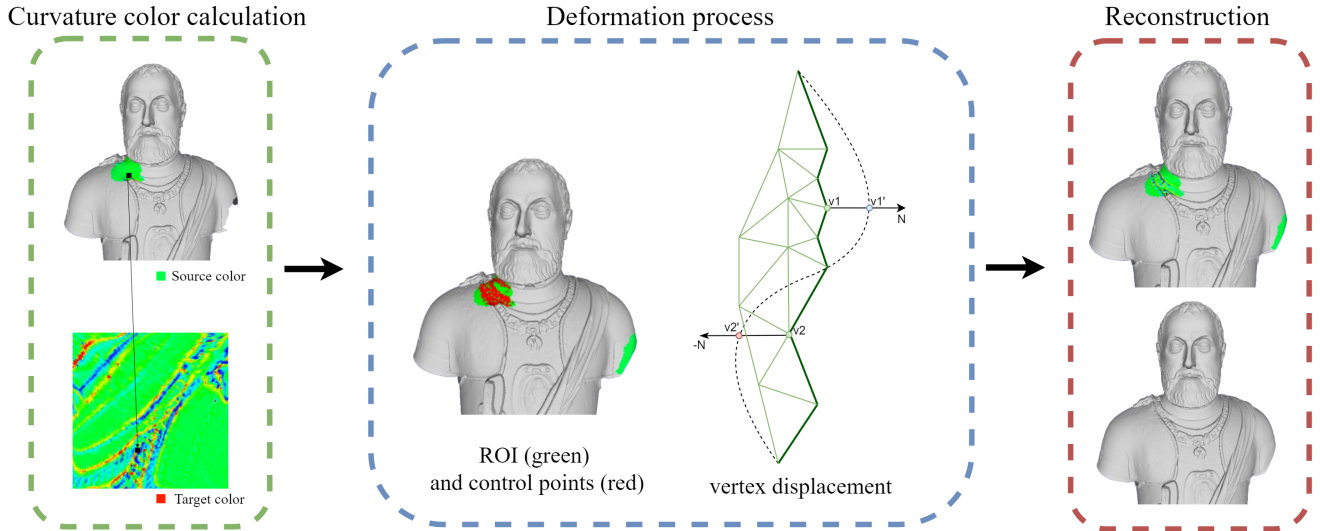 Curvature color calculation
Source color
Target color
Deformation process
ROI (green)
and control points (red)
v1
v1'
N
v2'
v2
-N
vertex displacement
Reconstruction